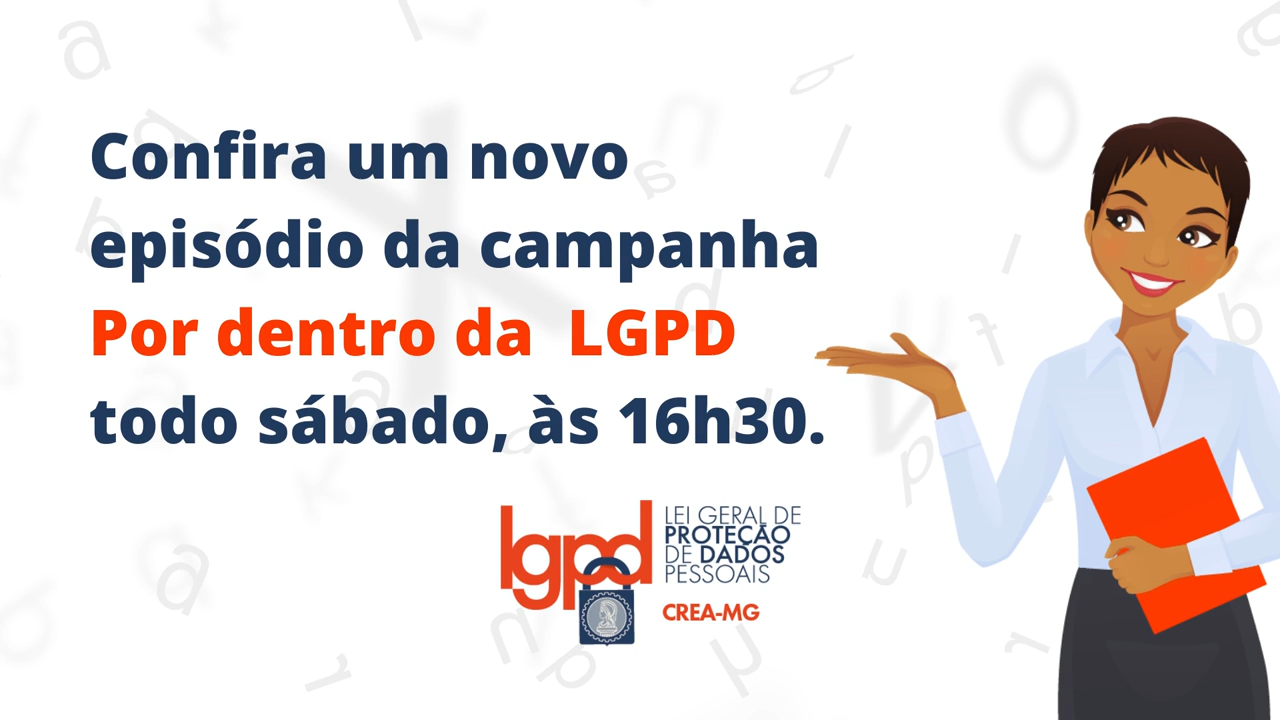 Confira um novo
episódio da campanha
Por dentro da LGPD
todo sábado, às 16h30.
lgpd
LEI GERAL DE
PROTEÇÃO
DE DADOS
PESSOAIS
CREA-MG